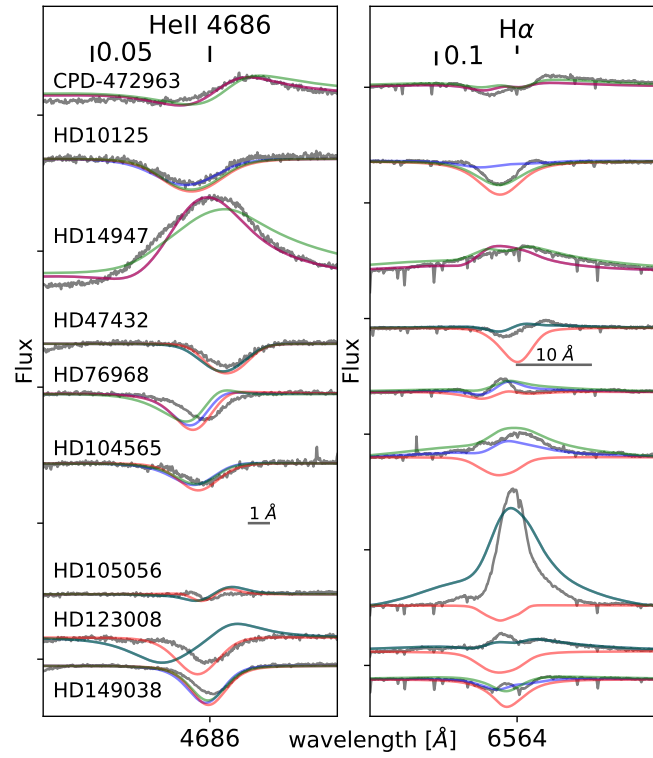 HeII 4686
0.05
CPD-472963
HD10125
HD14947
HD47432
HD76968
HD104565
1 Å
HD105056
HD123008
HD149038
Flux
4686
Hα
0.1
10 Å
Flux
6564
wavelength [Å]